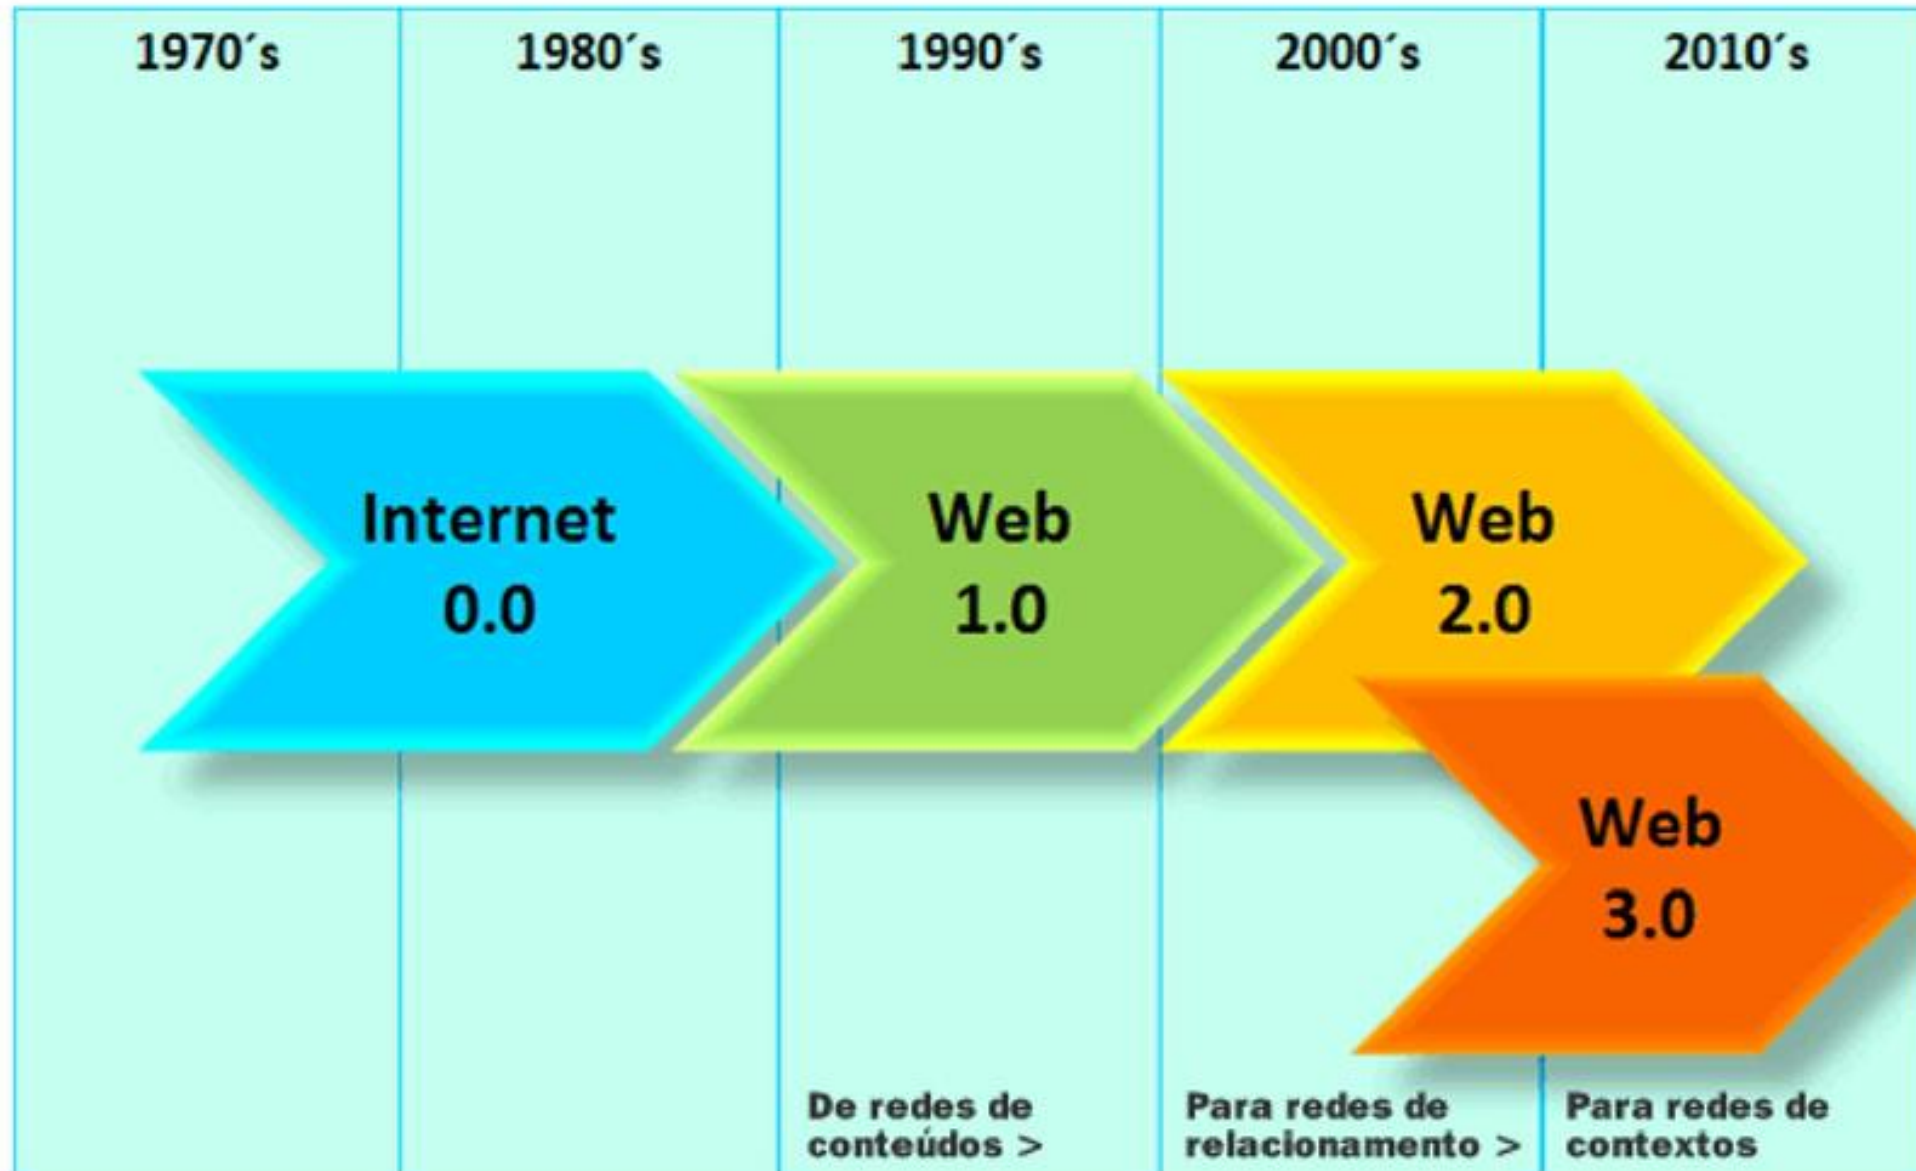 1970´s
1980´s
1990´s
2000´s
2010´s
Internet
0.0
Web
1.0
Web
2.0
Web
3.0
De redes de
conteúdos >
Para redes de
relacionamento >
Para redes de
contextos